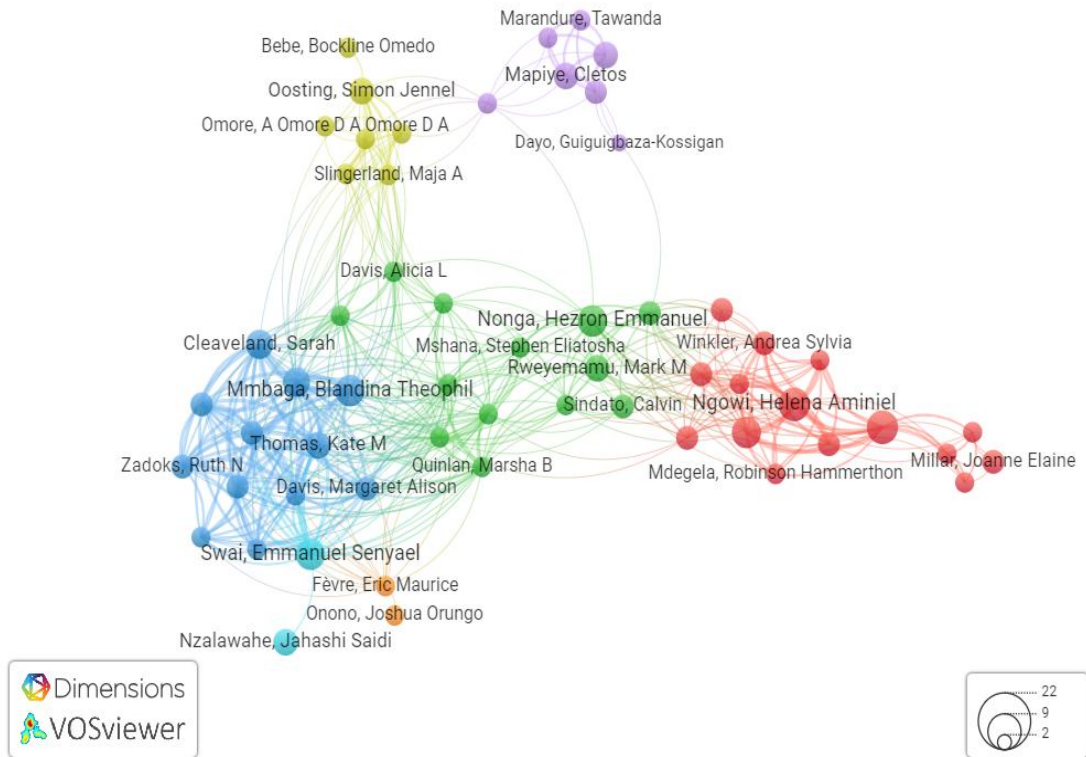 Marandure, Tawanda
Bebe, Bockline Omedo
Mapiye, Cletos
Oosting, Simon Jennel
Omore, A Omore D A Omore D A
Dayo, Guiguigbaza-Kossigan
Slingerland, Maja A
Davis, Alicia L
Nonga, Hezron Emmanuel
Cleaveland, Sarah
Mshana, Stephen Eliatosha
Winkler, Andrea Sylvia
Rweyemamu, Mark M
Mmbaga, Blandina Theophil
Ngowi, Helena Aminiel
Sindato, Calvin
Thomas, Kate M
Zadoks, Ruth N
Quinlan, Marsha B
Millar, Joanne Elaine
Mdegela, Robinson Hammerthon
Davis, Margaret Alison
Swai, Emmanuel Senyael
Fèvre, Eric Maurice
Onono, Joshua Orungo
Nzalawahe, Jahashi Saidi
Dimensions
VOSviewer
22
9
2